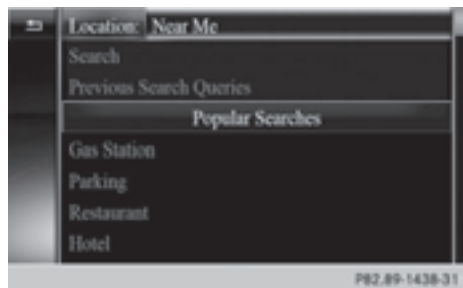 Location: Near Me
Search
Previous Search Queries
Popular Searches
Gas Station
Parking
Restaurant
Hotel
P82.89-1438-31